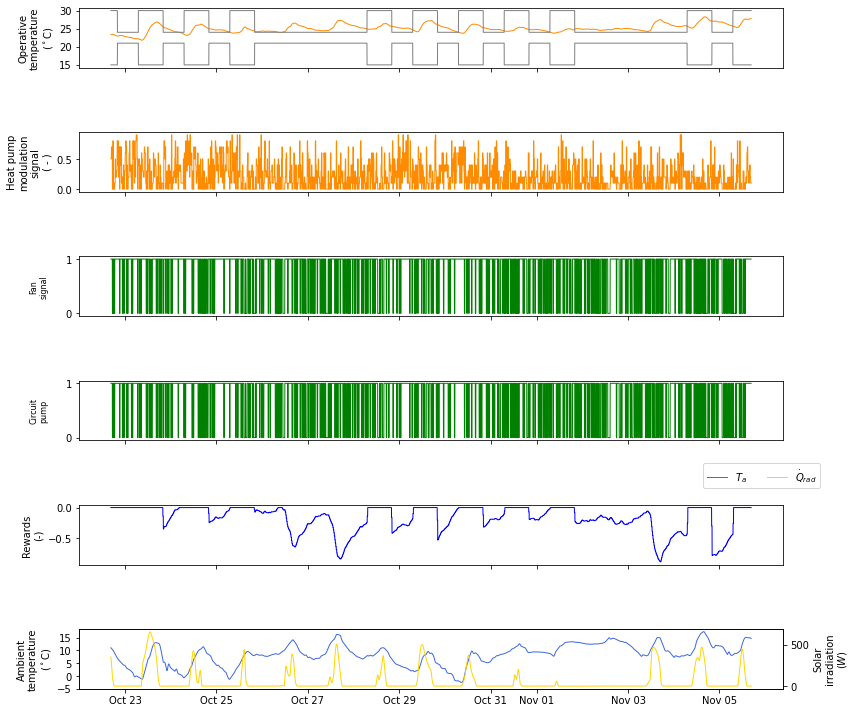 Operative
temperature
(°C)
30
25
20
15
Heat pump
modulation
signal
( - )
0.5
0.0
Fan
signal
1
0
Circuit
pump
1
0
T_a Q̇_rad
Rewards
(-)
0.0
−0.5
Ambient
temperature
(°C)
15
10
5
0
−5
500
0
Solar
irradiation
(W)
Oct 23 Oct 25 Oct 27 Oct 29 Oct 31 Nov 01 Nov 03 Nov 05